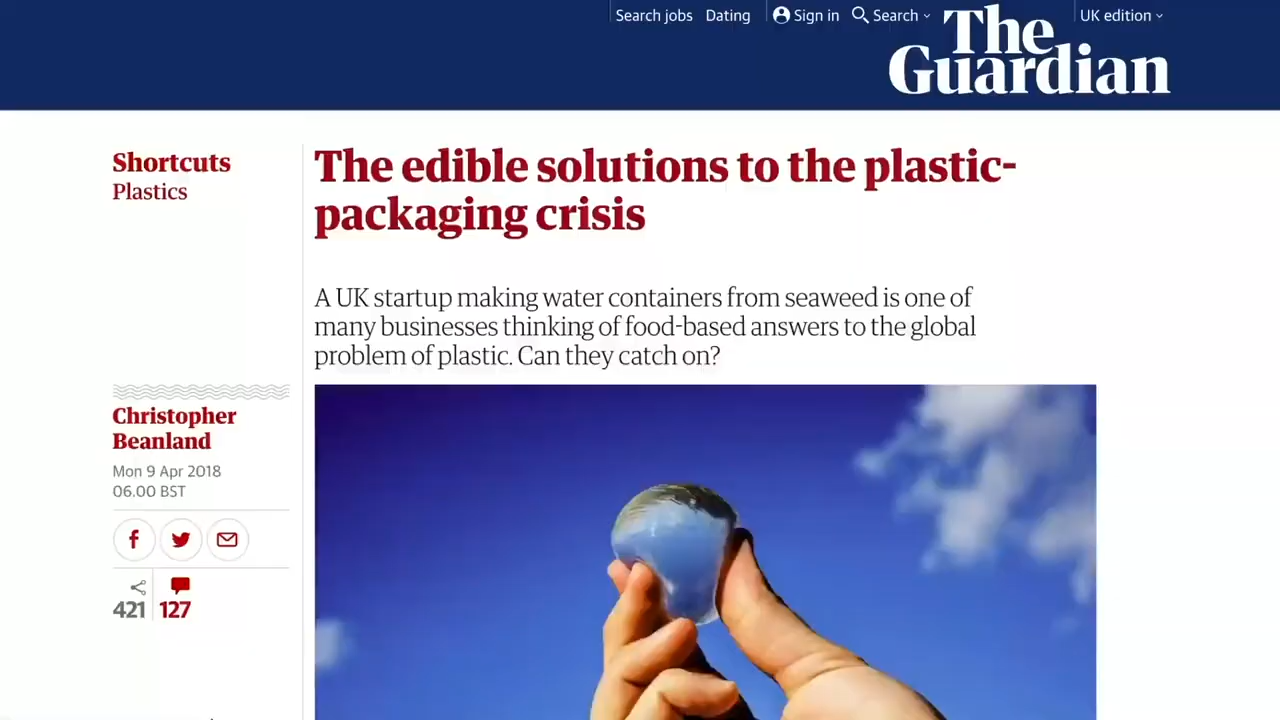 Search jobs Dating Sign in Search UK edition
The
Guardian
Shortcuts
Plastics
The edible solutions to the plastic-
packaging crisis
A UK startup making water containers from seaweed is one of
many businesses thinking of food-based answers to the global
problem of plastic. Can they catch on?
Christopher
Beanland
Mon 9 Apr 2018
06.00 BST
421 127